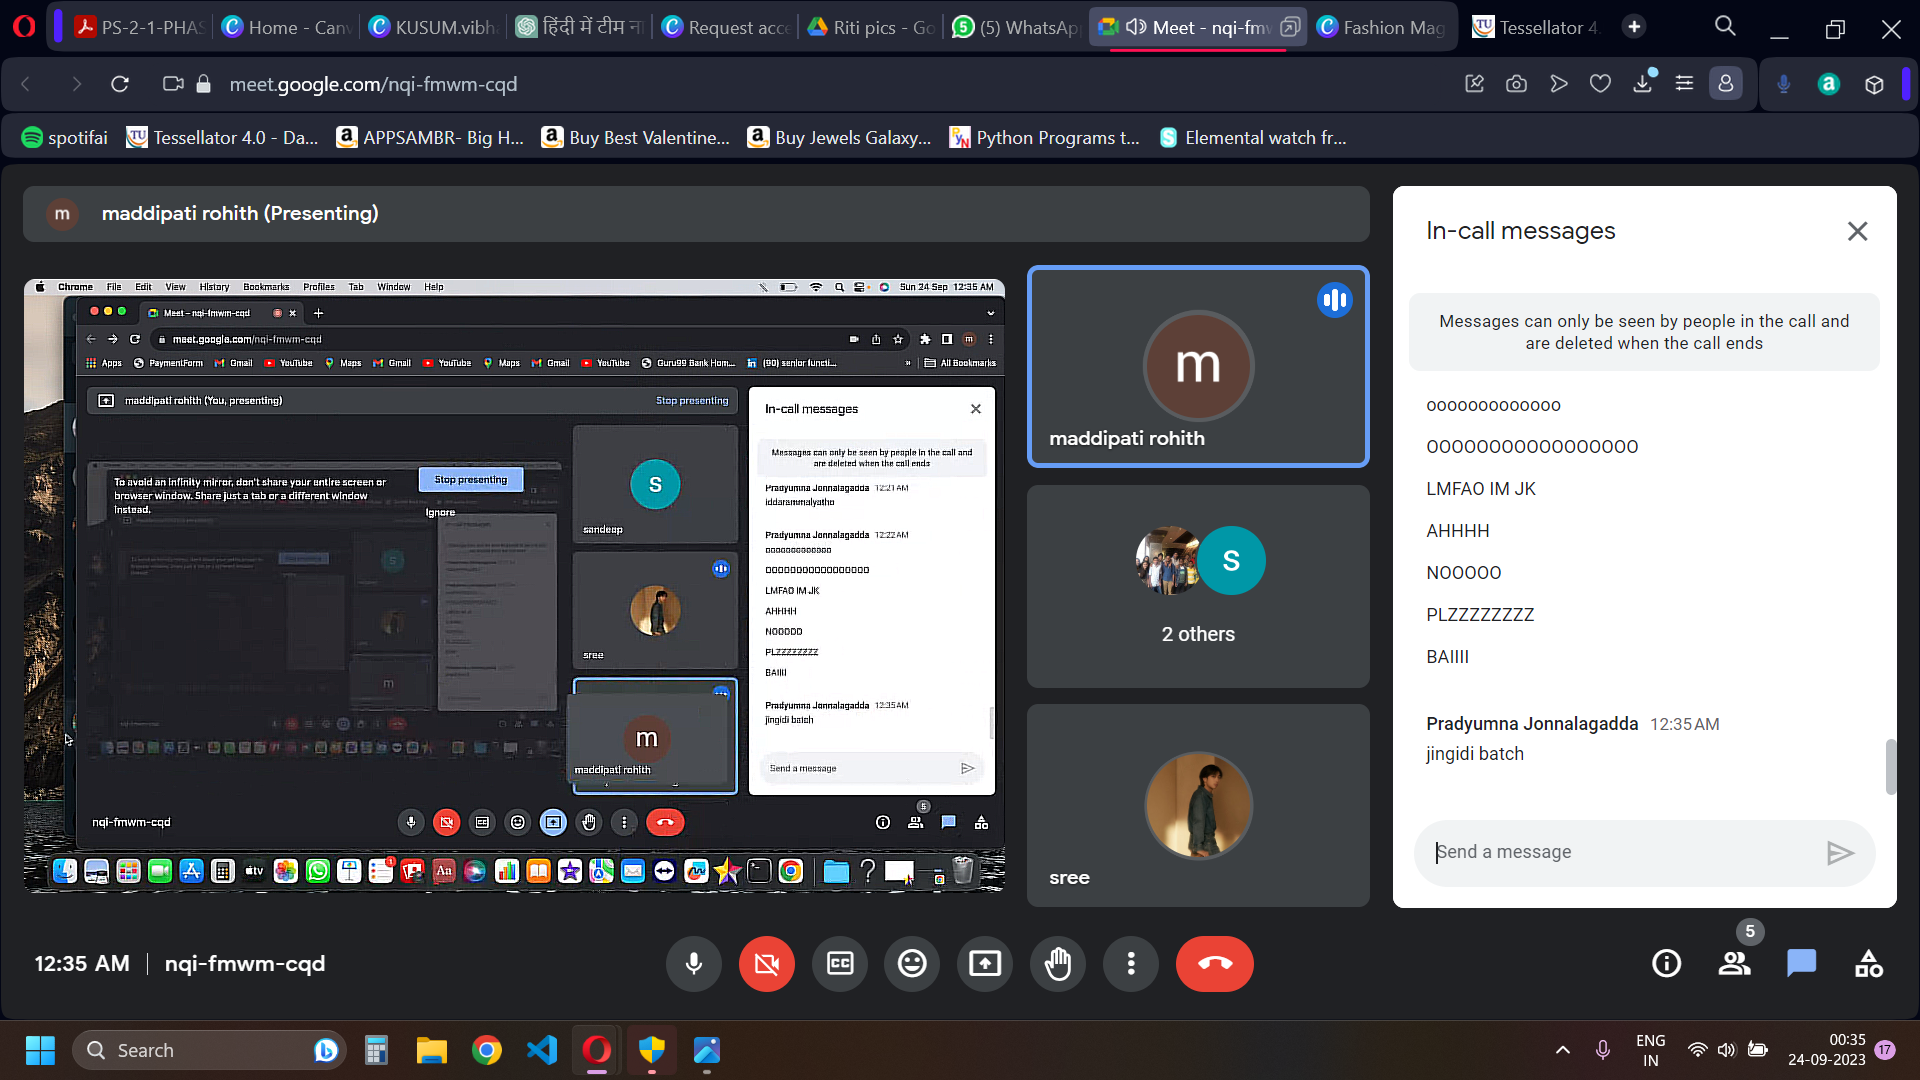 PS-2-1-PHAS
Home - Canv
KUSUM.vibh
हिंदी में टीम ना
Request acce
Riti pics - Go
(5) WhatsAp
Meet - nqi-fmw
Fashion Mag
Tessellator 4.
meet.google.com/nqi-fmwm-cqd
spotifai
Tessellator 4.0 - Da...
APPSAMBR- Big H...
Buy Best Valentine...
Buy Jewels Galaxy...
Python Programs t...
Elemental watch fr...
m maddipati rohith (Presenting)
Chrome File Edit View History Bookmarks Profiles Tab Window Help
Sun 24 Sep 12:35 AM
Meet – nqi-fmwm-cqd
meet.google.com/nqi-fmwm-cqd
Apps PaymentForm Gmail YouTube Maps Gmail YouTube Maps Gmail YouTube Guru99 Bank Hom... (90) senior functi... » All Bookmarks
maddipati rohith (You, presenting)
Stop presenting
To avoid an infinity mirror, don't share your entire screen or
browser window. Share just a tab or a different window
instead.
Stop presenting
Ignore
S
sandeep
sree
m
maddipati rohith
In-call messages
Messages can only be seen by people in the call and
are deleted when the call ends
Pradyumna Jonnalagadda 12:21 AM
iddarammalyatho
Pradyumna Jonnalagadda 12:22 AM
ooooooooooooo
OOOOOOOOOOOOOOOOO
LMFAO IM JK
AHHHH
NOOOOO
PLZZZZZZZZ
BAIIII
Pradyumna Jonnalagadda 12:35 AM
jingidi batch
Send a message
nqi-fmwm-cqd
5
tv
1
Aa
m
maddipati rohith
S
2 others
sree
In-call messages
Messages can only be seen by people in the call and
are deleted when the call ends
ooooooooooooo
OOOOOOOOOOOOOOOOO
LMFAO IM JK
AHHHH
NOOOOO
PLZZZZZZZZ
BAIIII
Pradyumna Jonnalagadda 12:35 AM
jingidi batch
Send a message
12:35 AM | nqi-fmwm-cqd
CC
5
Search
ENG
IN
00:35
24-09-2023
17